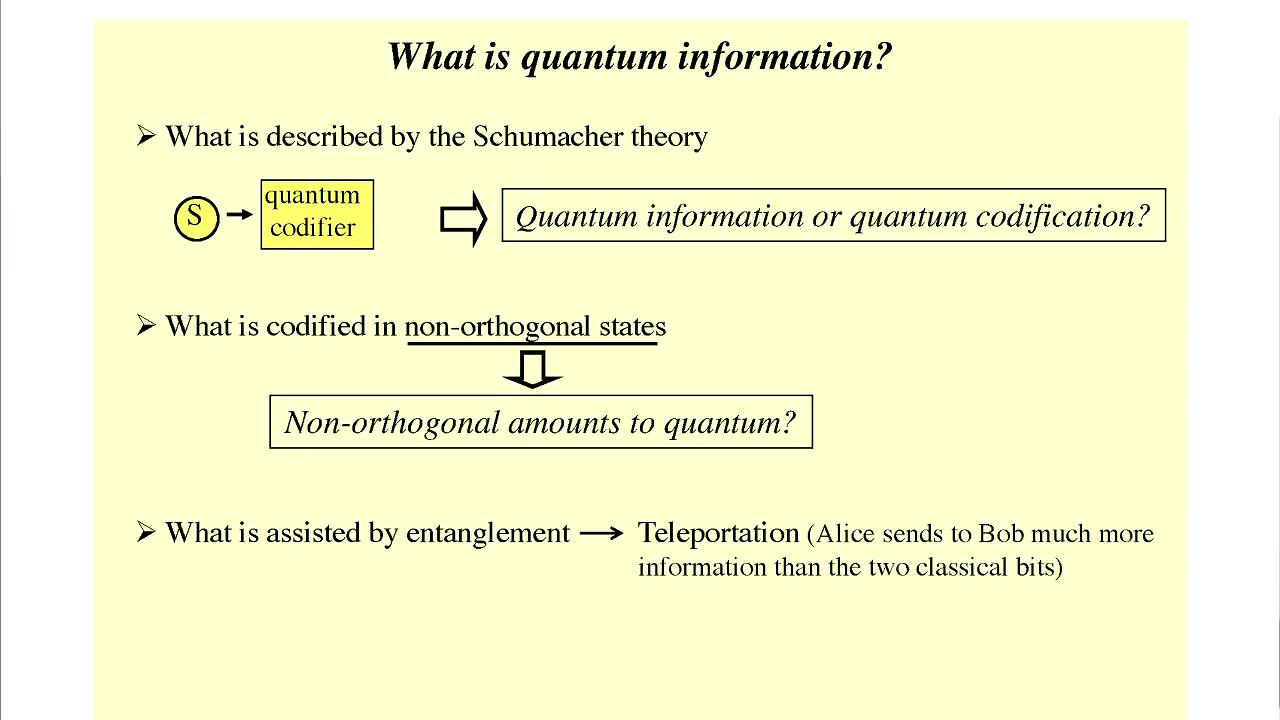 What is quantum information?
➢ What is described by the Schumacher theory
S
quantum
codifier
Quantum information or quantum codification?
➢ What is codified in non-orthogonal states
Non-orthogonal amounts to quantum?
➢ What is assisted by entanglement → Teleportation (Alice sends to Bob much more
information than the two classical bits)